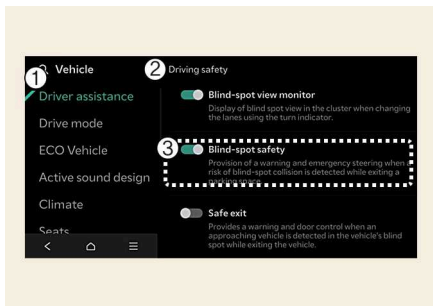 Vehicle
1
2
Driving safety
Driver assistance
Drive mode
ECO Vehicle
Active sound design
Climate
Seats
Blind-spot view monitor
Display of blind spot view in the cluster when changing
the lanes using the turn indicator.
3
Blind-spot safety
Provision of a warning and emergency steering when a
risk of blind-spot collision is detected while exiting a
parking space.
Safe exit
Provides a warning and door control when an
approaching vehicle is detected in the vehicle's blind
spot while exiting the vehicle.